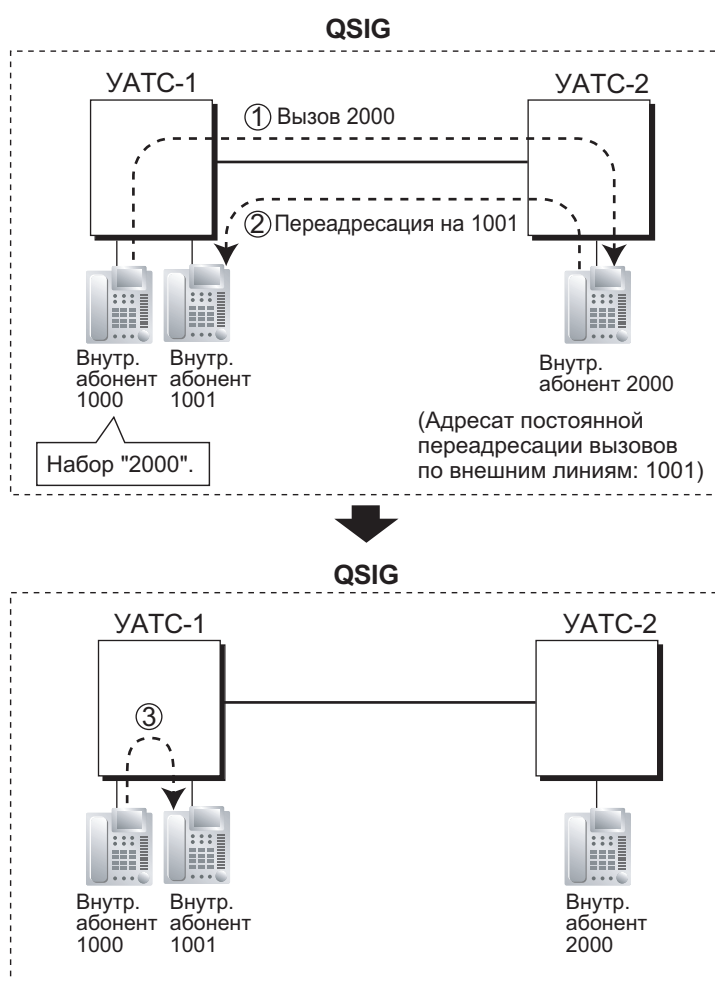 QSIG
УАТС-1
УАТС-2
① Вызов 2000
② Переадресация на 1001
Внутр.
абонент
1000
Внутр.
абонент
1001
Внутр.
абонент 2000
Набор "2000".
(Адресат постоянной
переадресации вызовов
по внешним линиям: 1001)
QSIG
УАТС-1
УАТС-2
③
Внутр.
абонент
1000
Внутр.
абонент
1001
Внутр.
абонент
2000